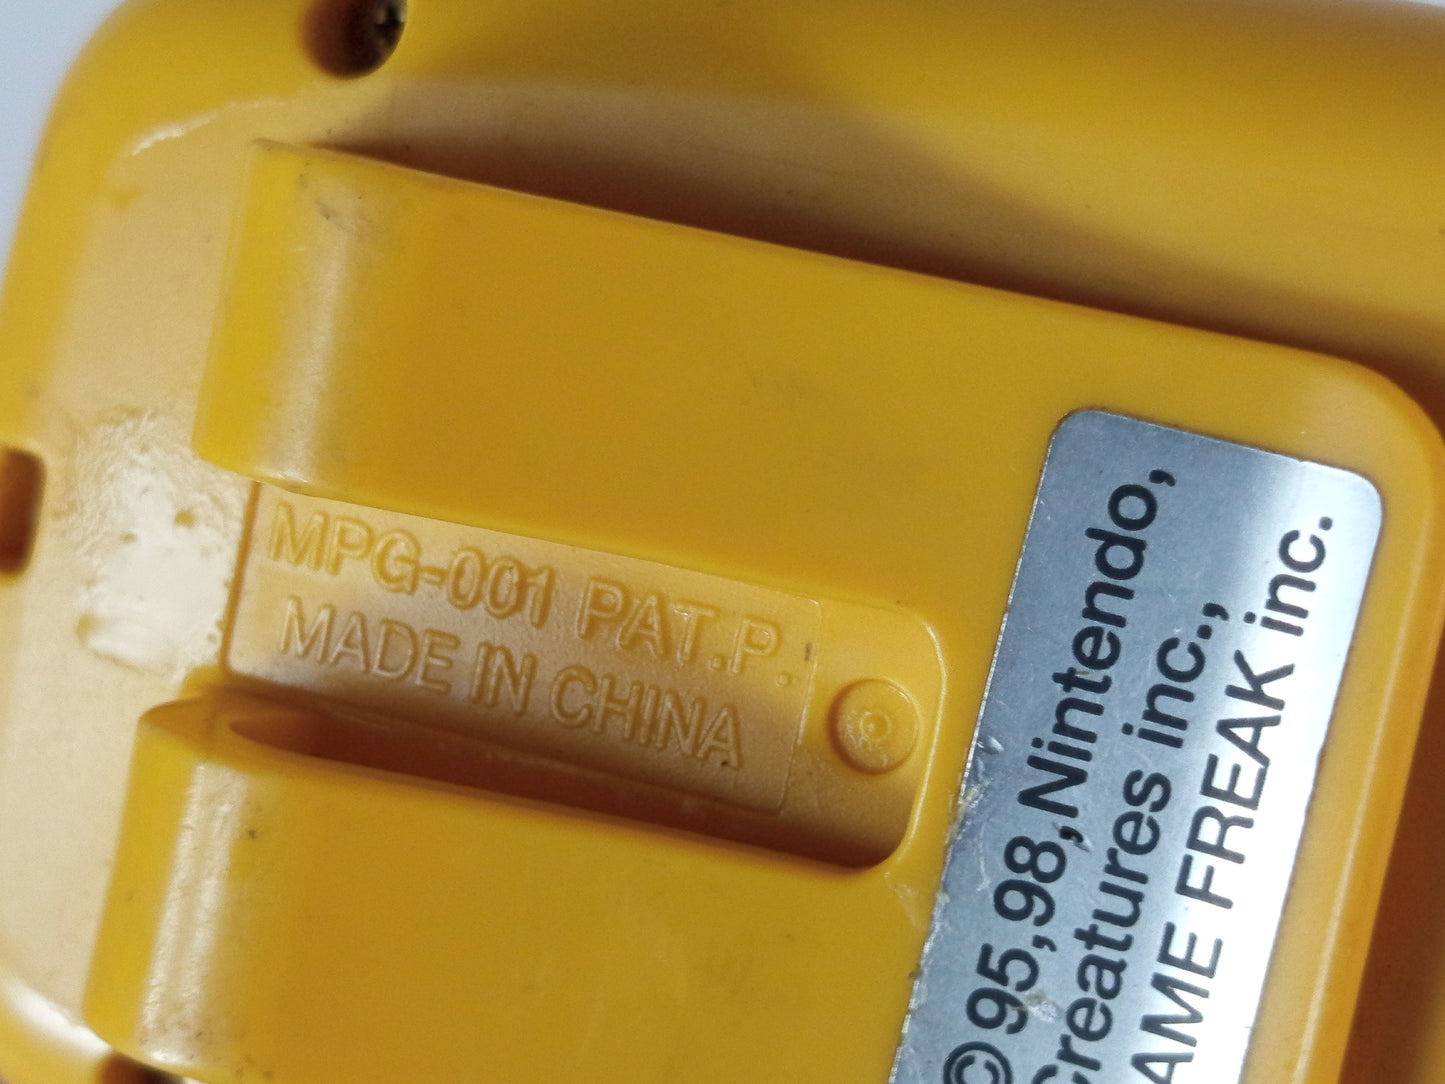 MPG-001 PAT.P.
MADE IN CHINA
©95,98,Nintendo,
Creatures inc.,
AME FREAK inc.